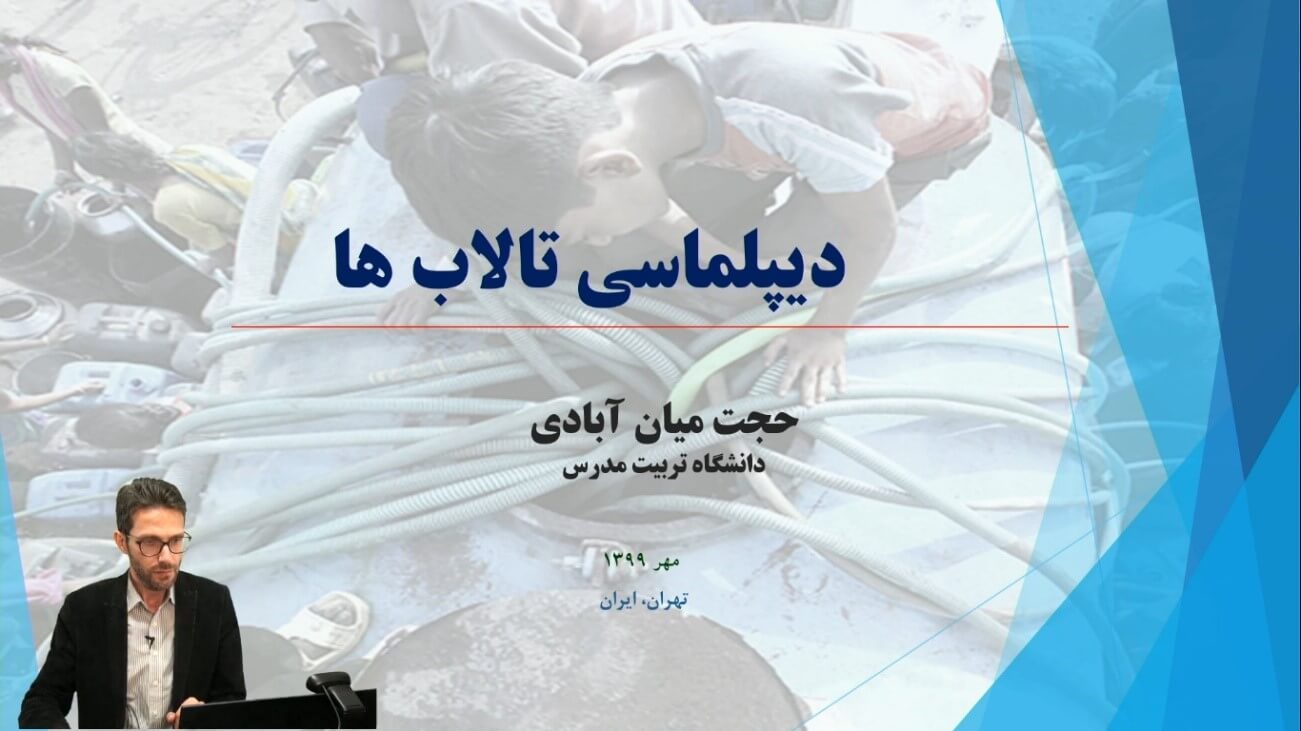 دیپلماسی تالاب ها
حجت میان آبادی
دانشگاه تربیت مدرس
مهر ۱۳۹۹
تهران، ایران